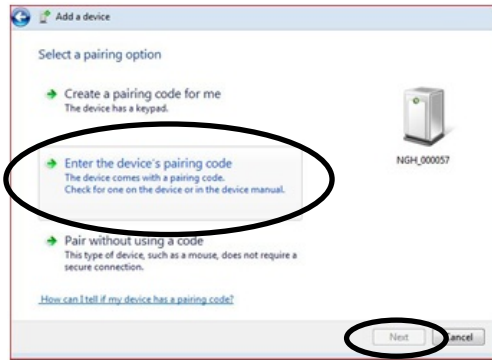 Add a device
Select a pairing option
Create a pairing code for me
The device has a keypad.
Enter the device's pairing code
The device comes with a pairing code.
Check for one on the device or in the device manual.
NGH_000057
Pair without using a code
This type of device, such as a mouse, does not require a
secure connection.
How can I tell if my device has a pairing code?
Next
Cancel